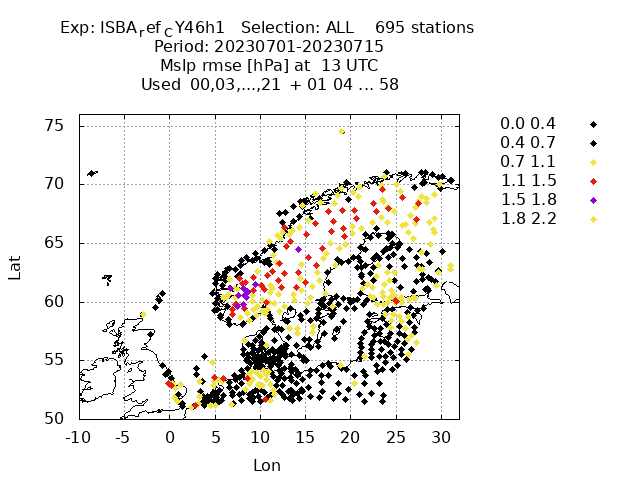 Exp: ISBA_ref_CY46h1 Selection: ALL 695 stations
Period: 20230701-20230715
Mslp rmse [hPa] at 13 UTC
Used 00,03,...,21 + 01 04 ... 58
0.0 0.4
0.4 0.7
0.7 1.1
1.1 1.5
1.5 1.8
1.8 2.2
Lat
75
70
65
60
55
50
-10 -5 0 5 10 15 20 25 30
Lon